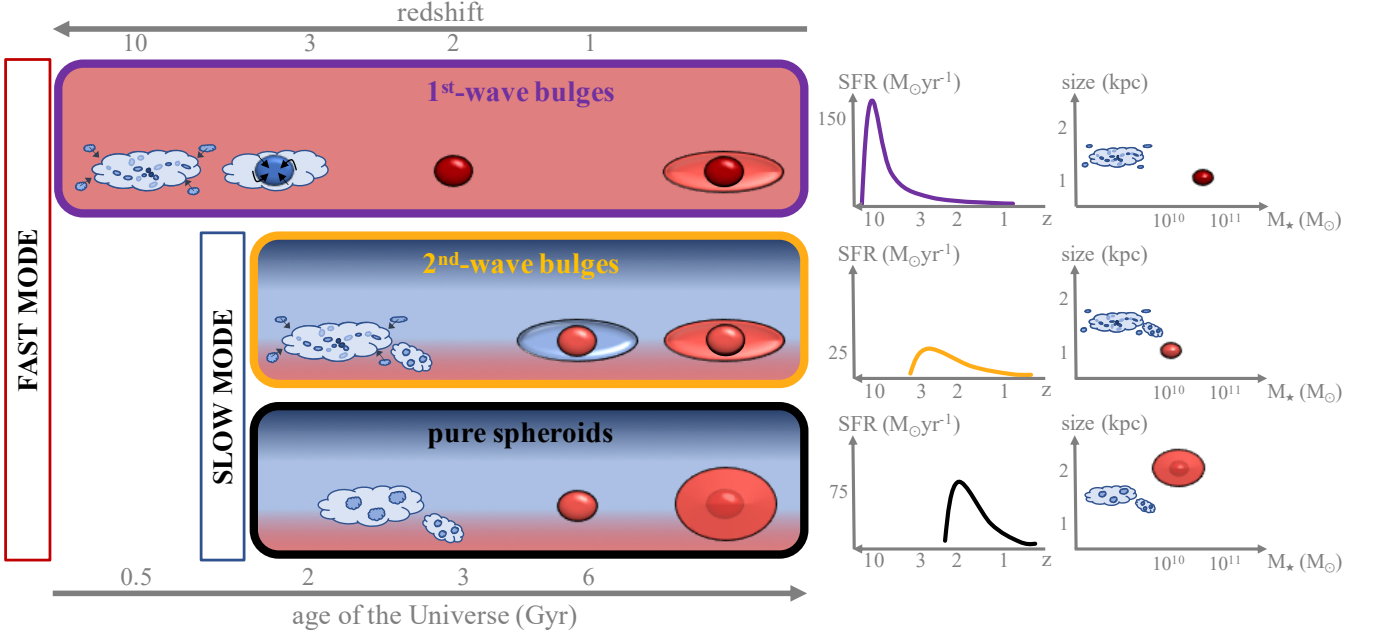 redshift
10 3 2 1
FAST MODE
1st-wave bulges
SLOW MODE
2nd-wave bulges
pure spheroids
0.5 2 3 6
age of the Universe (Gyr)
SFR (M☉yr-1)
150
10 3 2 1 z
size (kpc)
2
1
10¹⁰ 10¹¹ M★ (M☉)
SFR (M☉yr-1)
25
10 3 2 1 z
size (kpc)
2
1
10¹⁰ 10¹¹ M★ (M☉)
SFR (M☉yr-1)
75
10 3 2 1 z
size (kpc)
2
1
10¹⁰ 10¹¹ M★ (M☉)